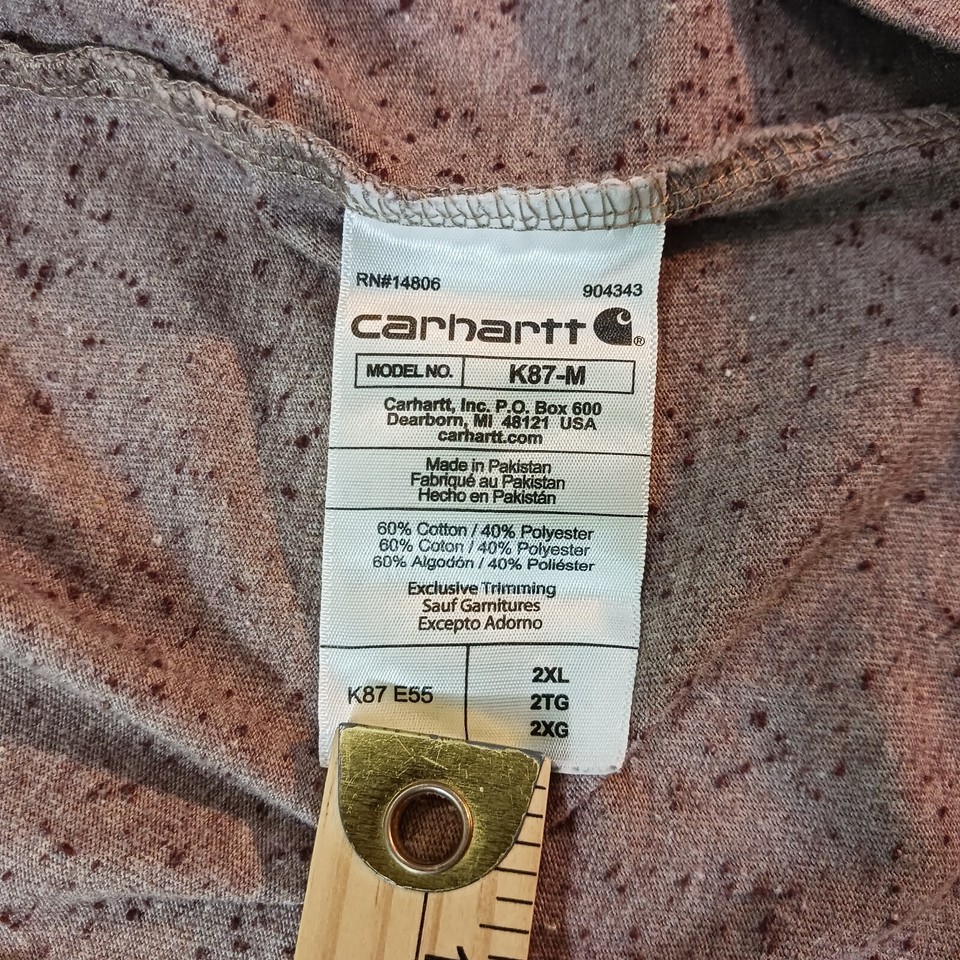 RN#14806 904343
carhartt ®
MODEL NO. K87-M
Carhartt, Inc. P.O. Box 600
Dearborn, MI 48121 USA
carhartt.com
Made in Pakistan
Fabriqué au Pakistan
Hecho en Pakistán
60% Cotton / 40% Polyester
60% Coton / 40% Polyester
60% Algodón / 40% Poliéster
Exclusive Trimming
Sauf Garnitures
Excepto Adorno
2XL
K87 E55 2TG
2XG
1